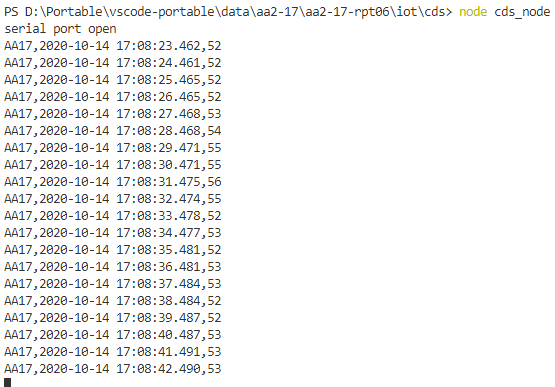 PS D:\Portable\vscode-portable\data\aa2-17\aa2-17-rpt06\iot\cds> node cds_node
serial port open
AA17,2020-10-14 17:08:23.462,52
AA17,2020-10-14 17:08:24.461,52
AA17,2020-10-14 17:08:25.465,52
AA17,2020-10-14 17:08:26.465,52
AA17,2020-10-14 17:08:27.468,53
AA17,2020-10-14 17:08:28.468,54
AA17,2020-10-14 17:08:29.471,55
AA17,2020-10-14 17:08:30.471,55
AA17,2020-10-14 17:08:31.475,56
AA17,2020-10-14 17:08:32.474,55
AA17,2020-10-14 17:08:33.478,52
AA17,2020-10-14 17:08:34.477,53
AA17,2020-10-14 17:08:35.481,52
AA17,2020-10-14 17:08:36.481,53
AA17,2020-10-14 17:08:37.484,53
AA17,2020-10-14 17:08:38.484,52
AA17,2020-10-14 17:08:39.487,52
AA17,2020-10-14 17:08:40.487,53
AA17,2020-10-14 17:08:41.491,53
AA17,2020-10-14 17:08:42.490,53